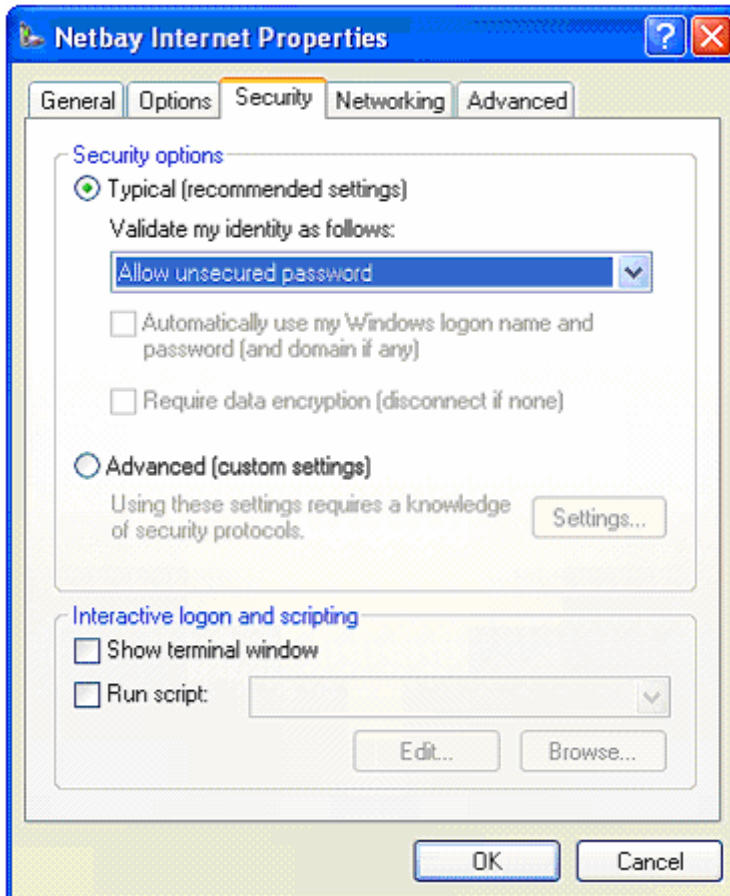 Netbay Internet Properties
General Options Security Networking Advanced
Security options
Typical (recommended settings)
Validate my identity as follows:
Allow unsecured password
Automatically use my Windows logon name and
password (and domain if any)
Require data encryption (disconnect if none)
Advanced (custom settings)
Using these settings requires a knowledge
of security protocols.
Settings...
Interactive logon and scripting
Show terminal window
Run script:
Edit... Browse...
OK Cancel